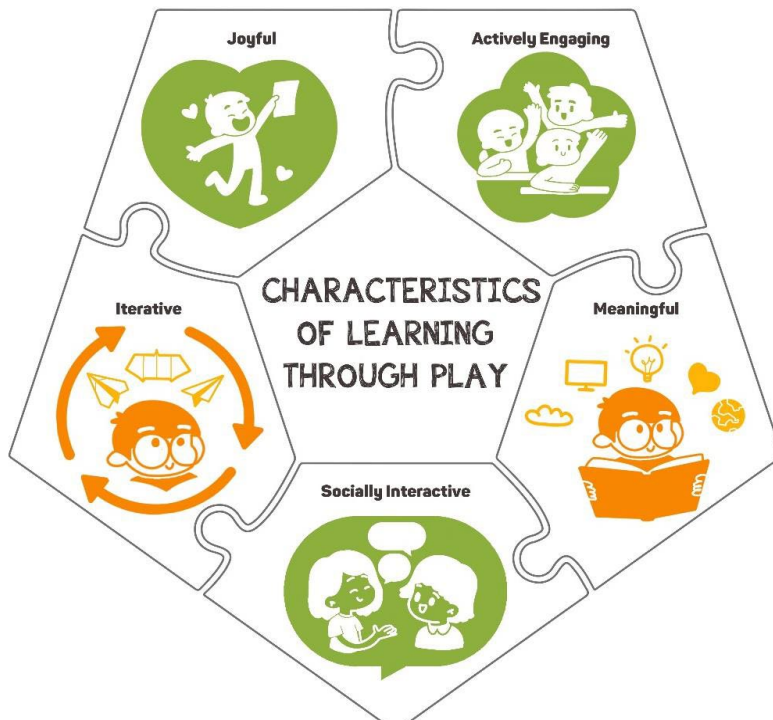 Joyful
Actively Engaging
CHARACTERISTICS
OF LEARNING
THROUGH PLAY
Iterative
Meaningful
Socially Interactive